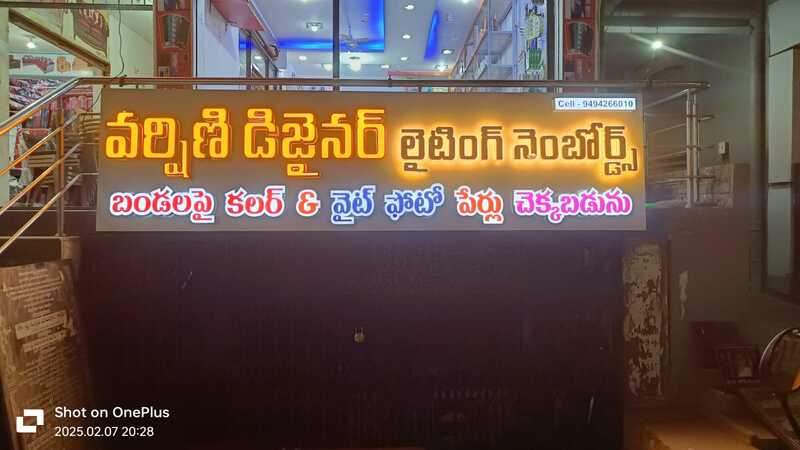 Cell - 9494266010
వర్షిణి డిజైనర్ లైటింగ్ నెంబోర్డ్స్
బండలపై కలర్ & వైట్ ఫోటో పేర్లు చెక్కబడును
Shot on OnePlus
2025.02.07 20:28